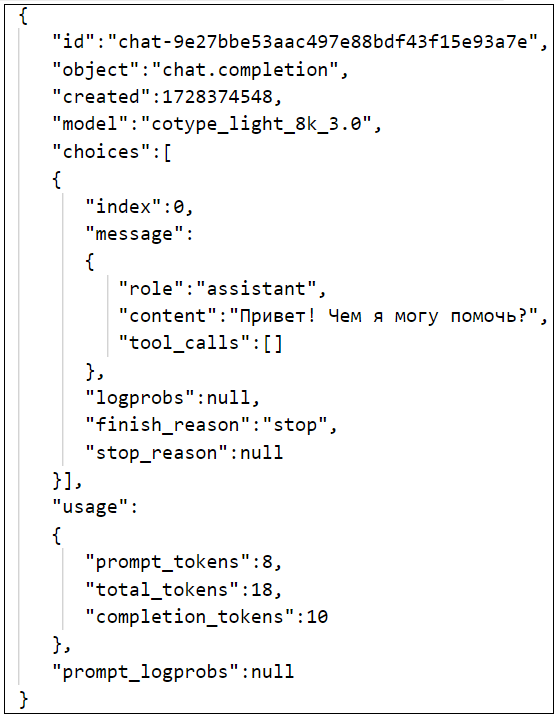 {
"id":"chat-9e27bbe53aac497e88bdf43f15e93a7e",
"object":"chat.completion",
"created":1728374548,
"model":"cotype_light_8k_3.0",
"choices":[
{
"index":0,
"message":
{
"role":"assistant",
"content":"Привет! Чем я могу помочь?",
"tool_calls":[]
},
"logprobs":null,
"finish_reason":"stop",
"stop_reason":null
}],
"usage":
{
"prompt_tokens":8,
"total_tokens":18,
"completion_tokens":10
},
"prompt_logprobs":null
}